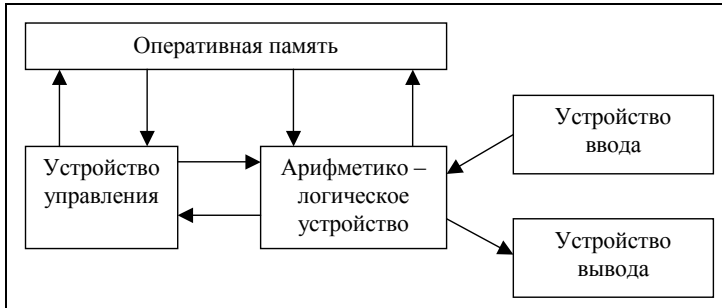 Оперативная память
Устройство
управления
Арифметико –
логическое
устройство
Устройство
ввода
Устройство
вывода